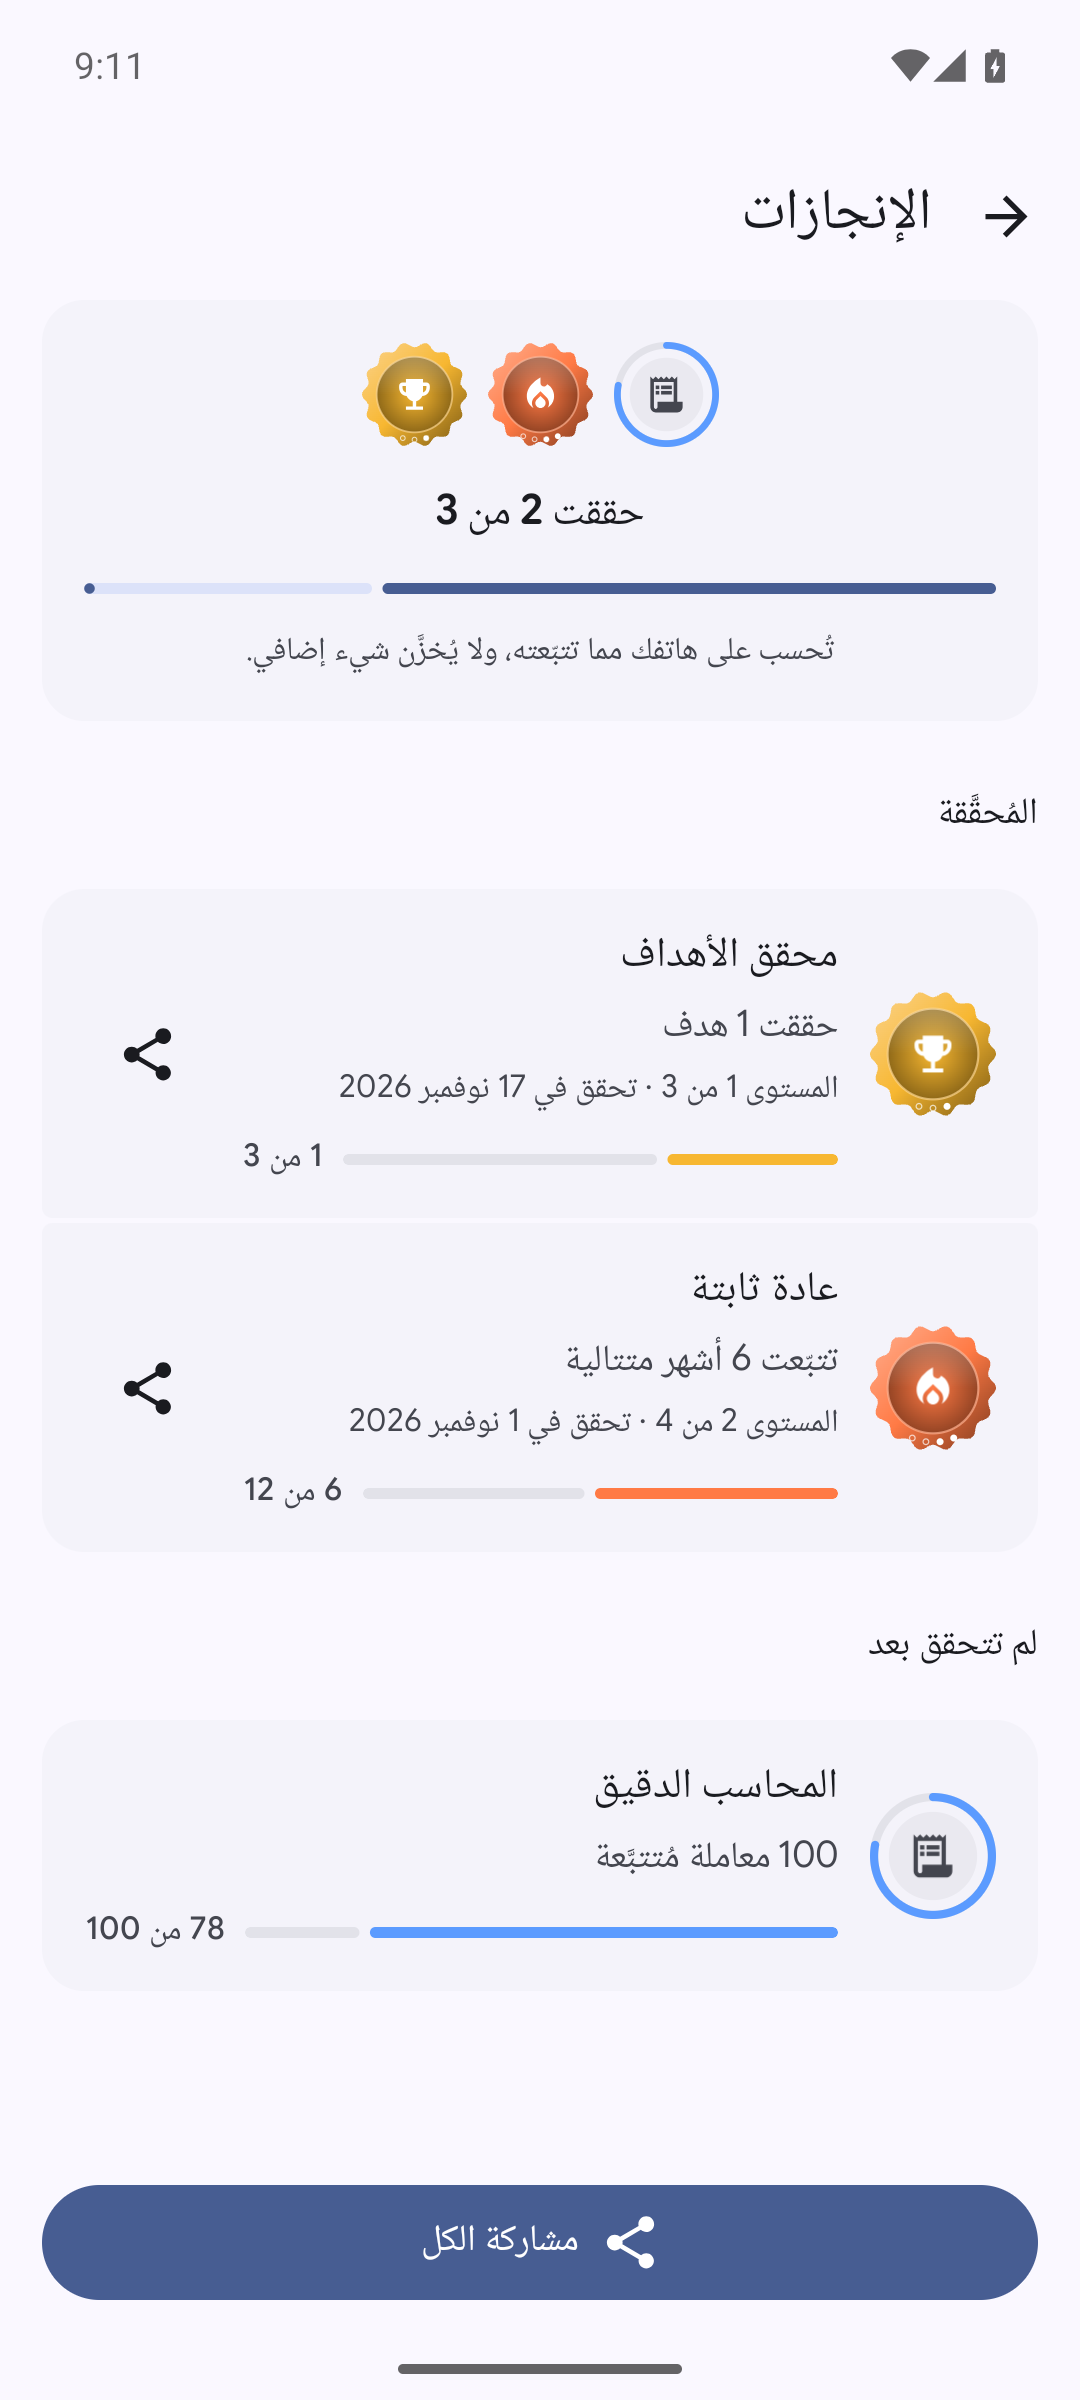 9:11
الإنجازات
حققت 2 من 3
تُحسب على هاتفك مما تتبّعته، ولا يُخزَّن شيء إضافي.
المُحقَّقة
محقق الأهداف
حققت 1 هدف
المستوى 1 من 3 · تحقق في 17 نوفمبر 2026
1 من 3
عادة ثابتة
تتبّعت 6 أشهر متتالية
المستوى 2 من 4 · تحقق في 1 نوفمبر 2026
6 من 12
لم تتحقق بعد
المحاسب الدقيق
100 معاملة مُتتبَّعة
78 من 100
مشاركة الكل